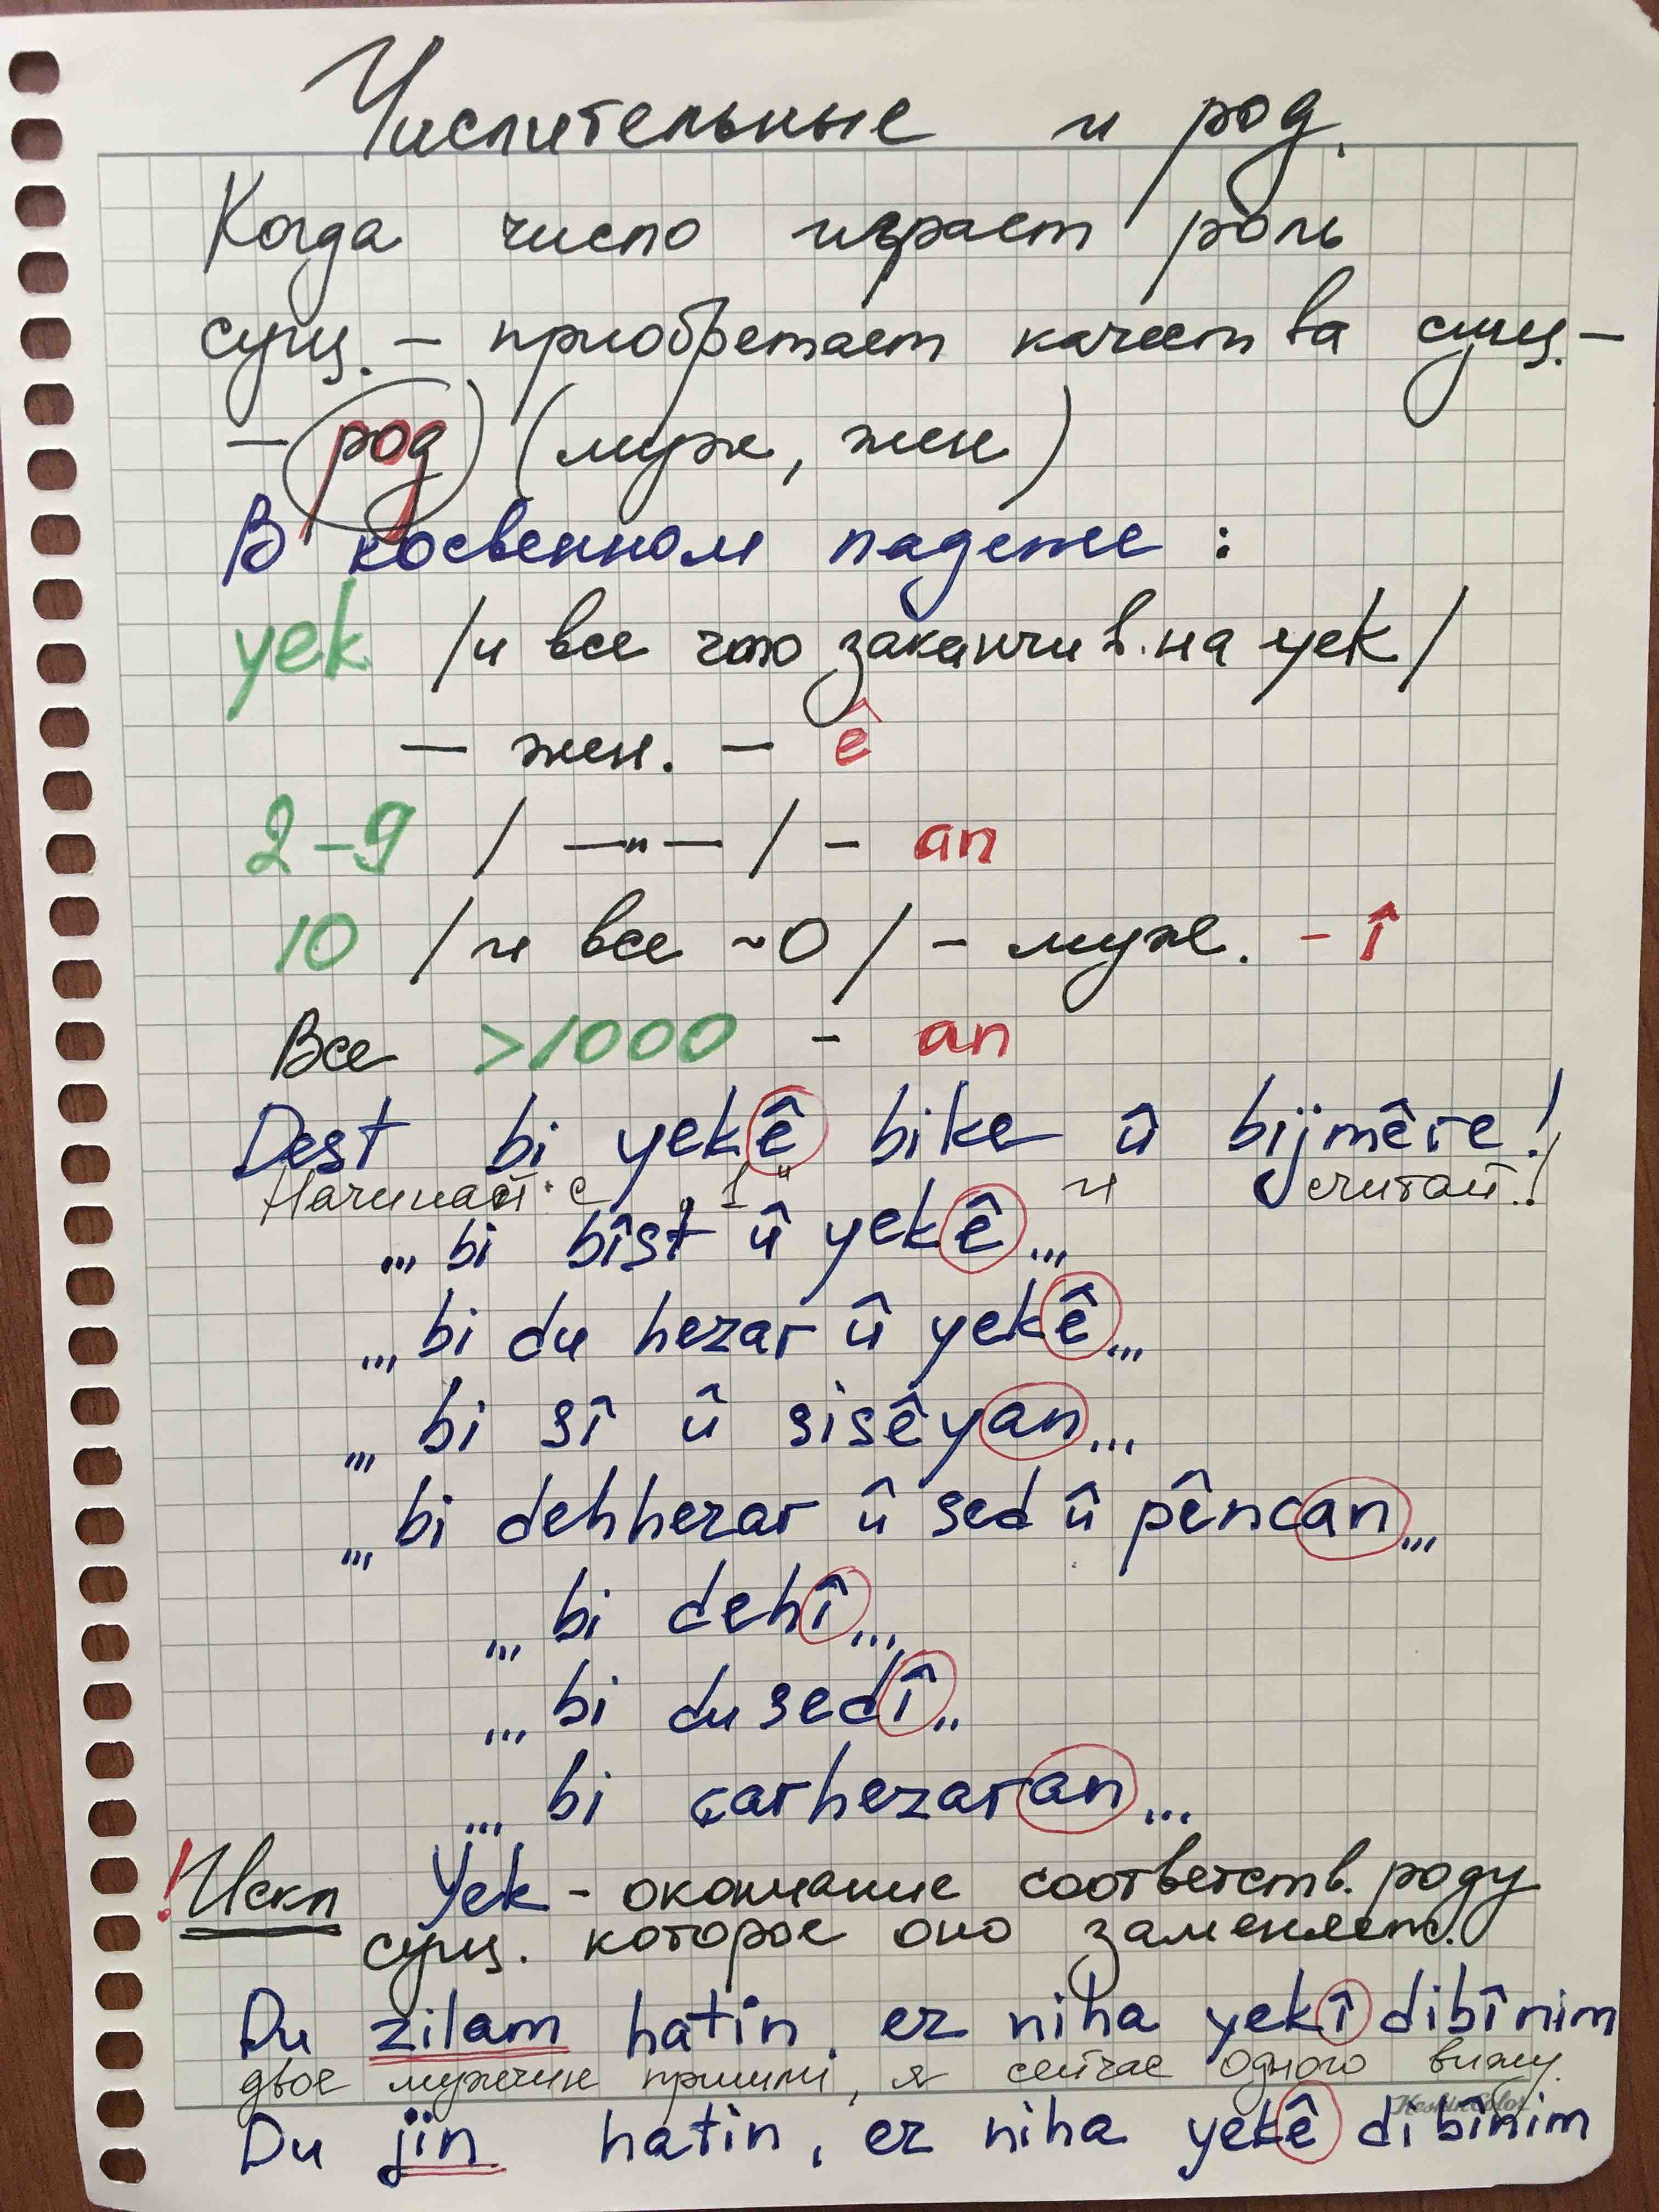 Числительные и род.
Когда число играет роль
сущ. – приобретает качества сущ. –
– род (муж, жен)
В косвенном падеже :
yek /и все что заканчив. на yek/
– жен. – ê
2–9 / —"— / – an
10 /и все ~0/ – муж. – î
Все >1000 – an
Dest bi yekê bike û bijmêre!
Начинай с „1" и считай!
... bi bîst û yekê ...
... bi du hezar û yekê ...
... bi sî û sisêyan ...
... bi dehhezar û sed û pêncan ...
... bi dehî ...
... bi dusedî ..
... bi çarhezaran ...
! Искл Yek – окончание соответств. роду
сущ. которое оно заменяет.
Du zilam hatin, ez niha yekî dibînim
двое мужчин пришли, я сейчас одного вижу.
KeskinColor
Du jin hatin, ez niha yekê dibînim